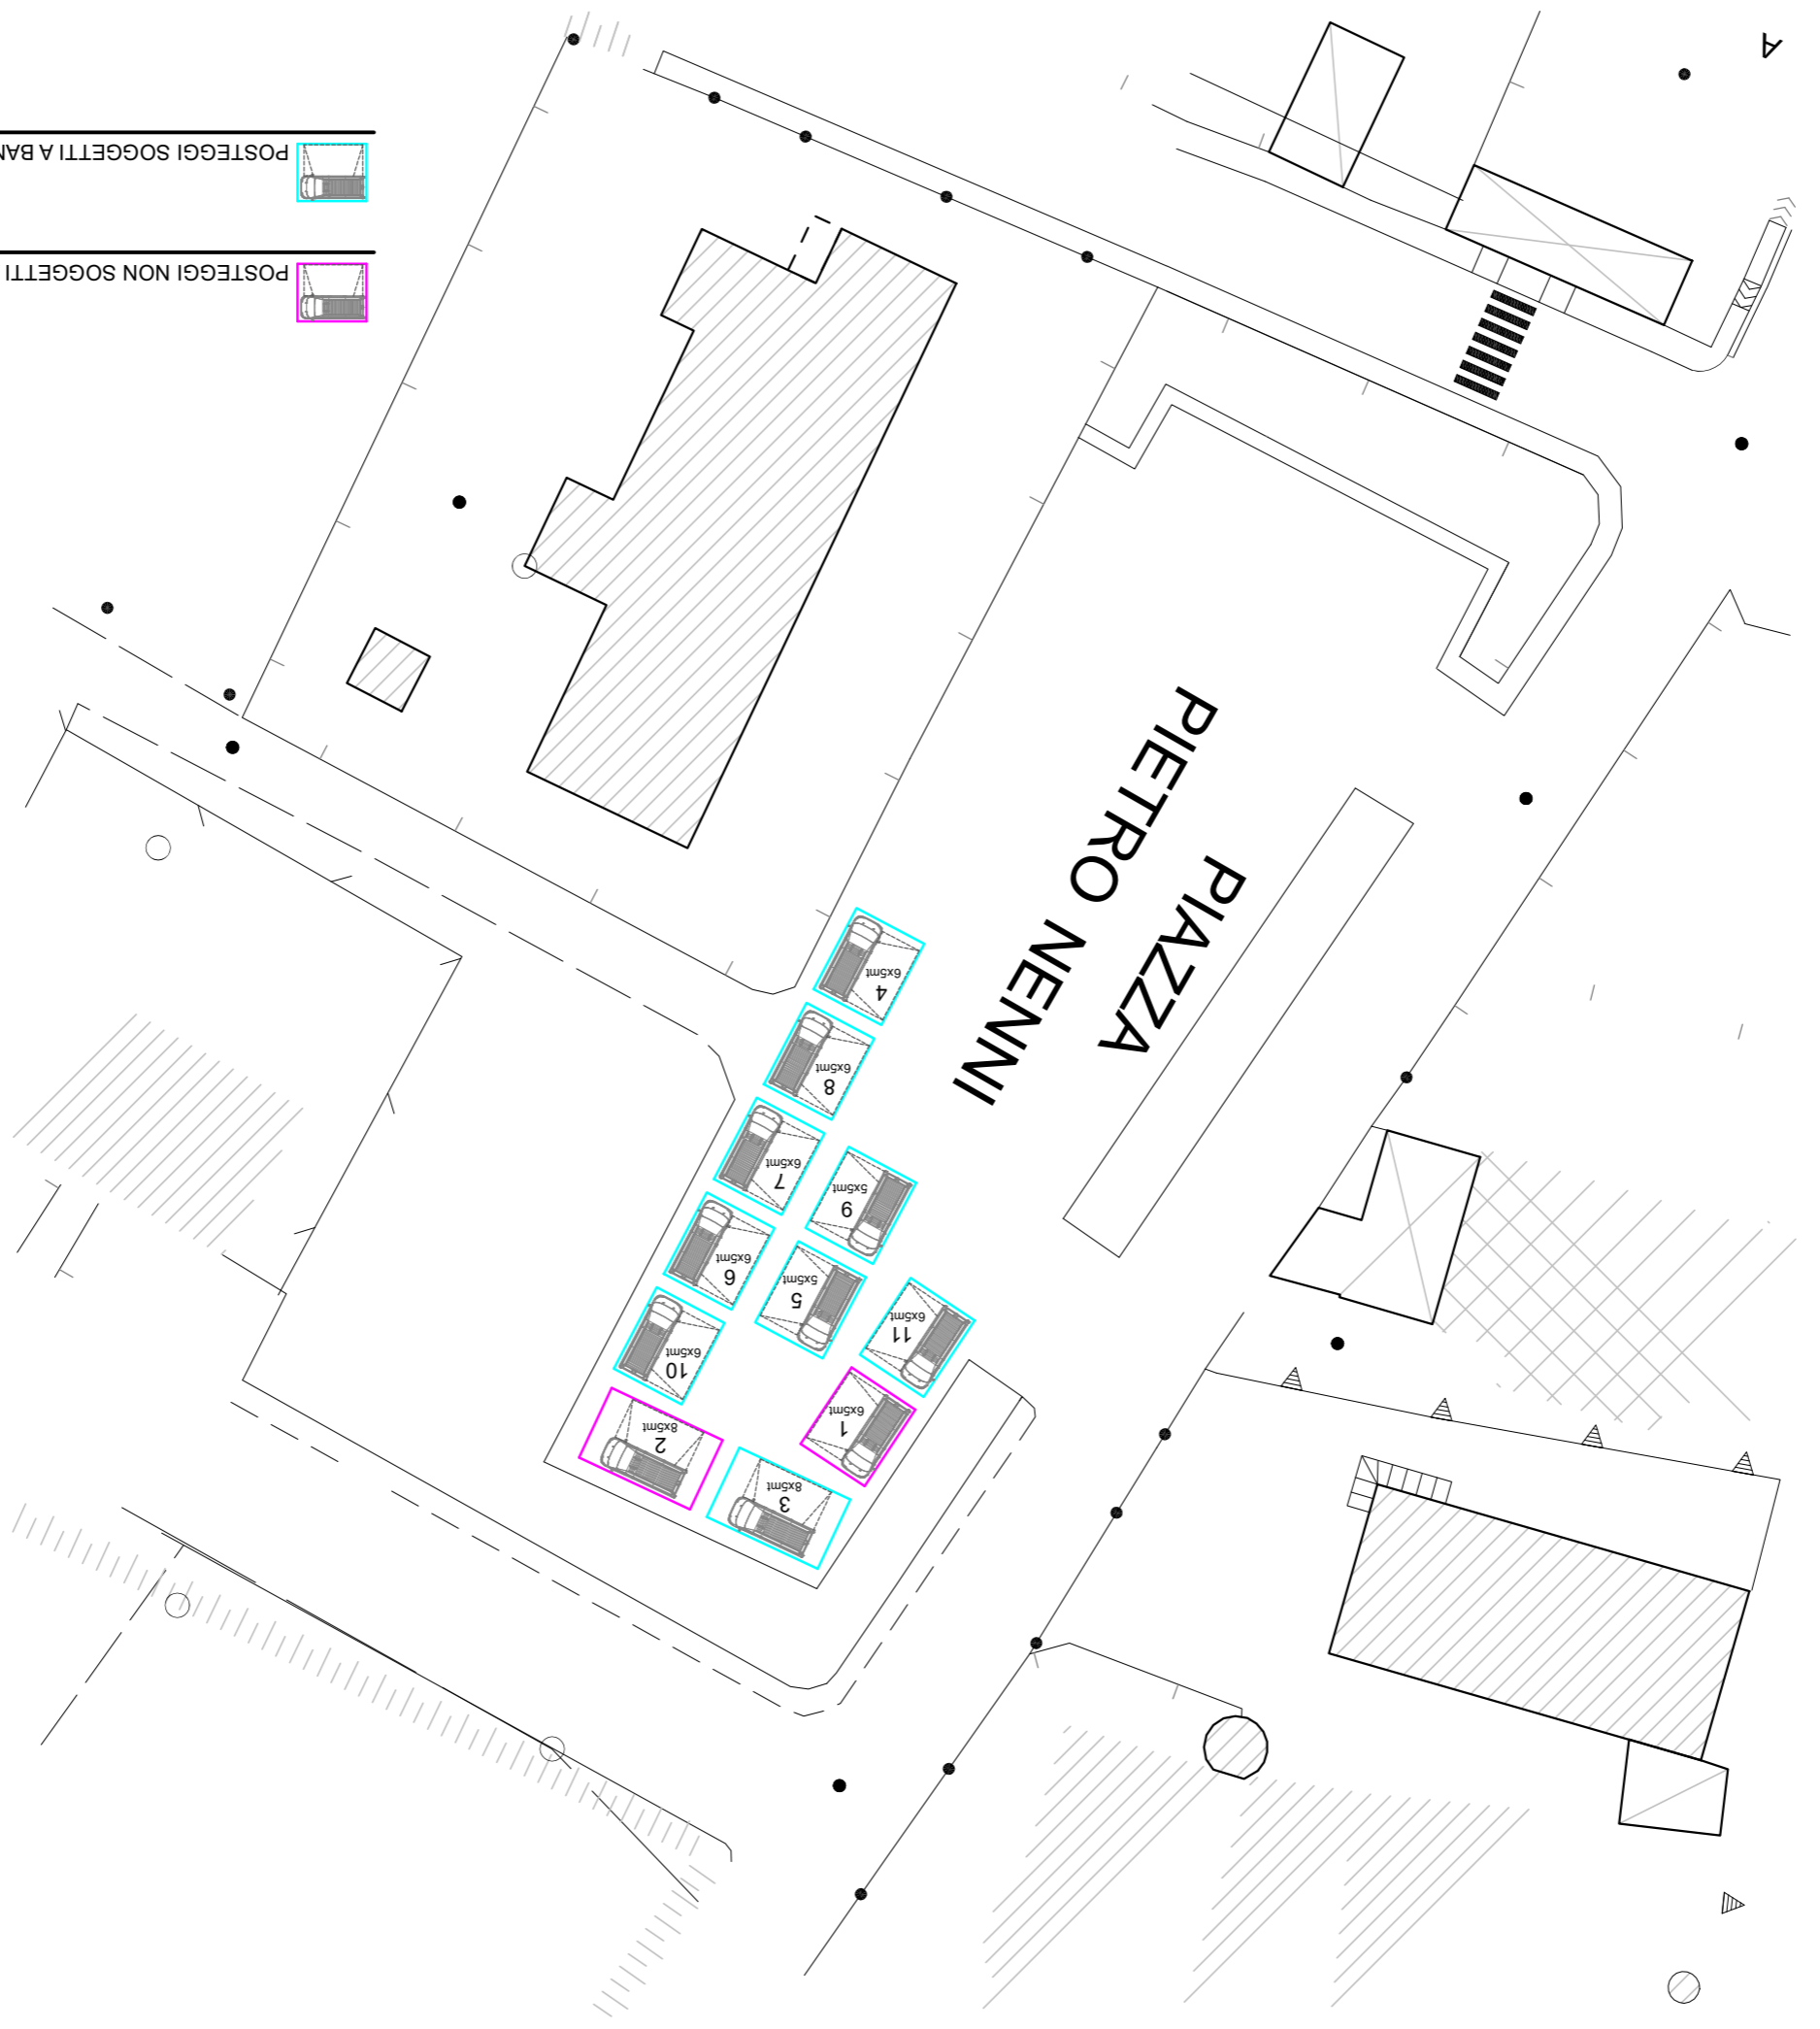 A
POSTEGGI SOGGETTI A BAN
POSTEGGI NON SOGGETTI
PIAZZA
PIETRO NENNI
4
6x5mt
8
6x5mt
7
6x5mt
9
5x5mt
6
6x5mt
5
5x5mt
11
6x5mt
10
6x5mt
1
6x5mt
2
8x5mt
3
8x5mt